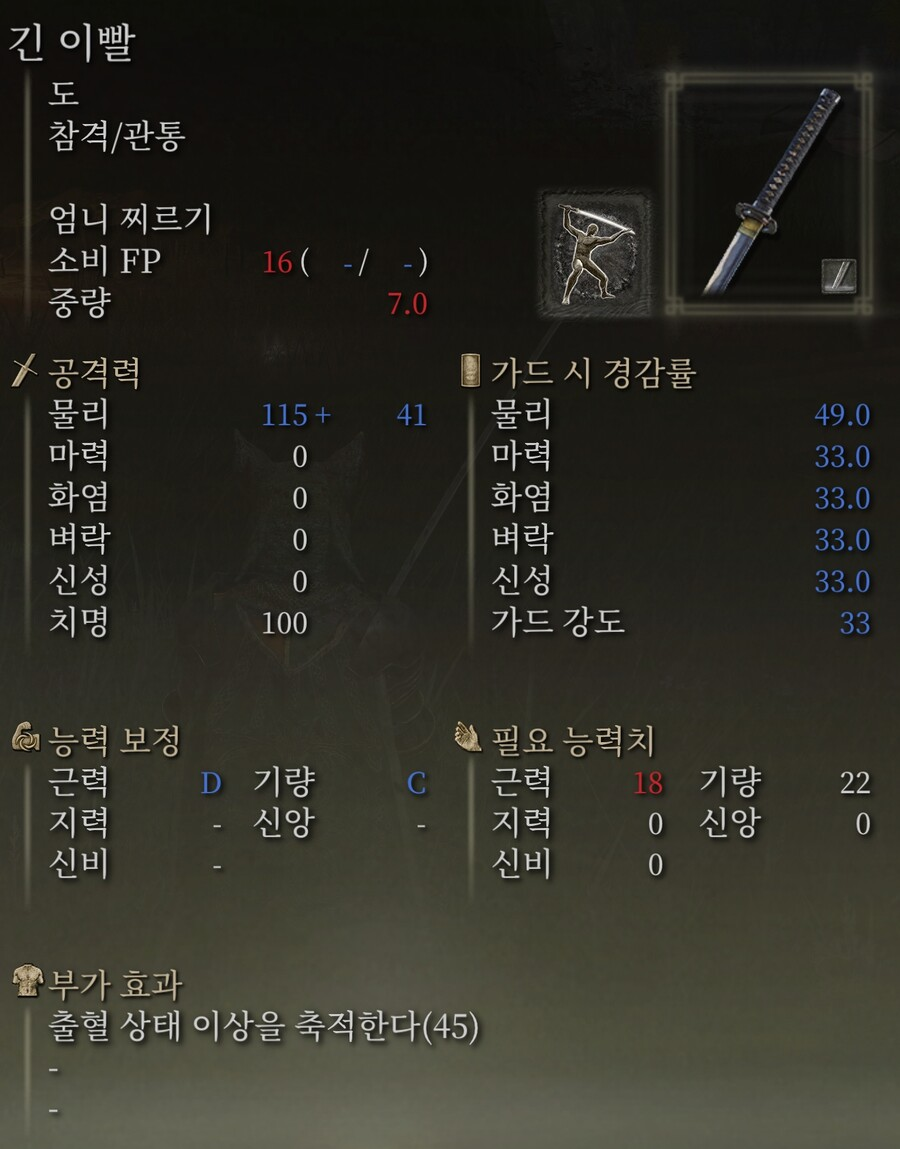 긴 이빨
도
참격/관통
엄니 찌르기
소비 FP 16 ( - / - )
중량 7.0
공격력
물리 115 + 41
마력 0
화염 0
벼락 0
신성 0
치명 100
가드 시 경감률
물리 49.0
마력 33.0
화염 33.0
벼락 33.0
신성 33.0
가드 강도 33
능력 보정
근력 D 기량 C
지력 - 신앙 -
신비 -
필요 능력치
근력 18 기량 22
지력 0 신앙 0
신비 0
부가 효과
출혈 상태 이상을 축적한다(45)
-
-